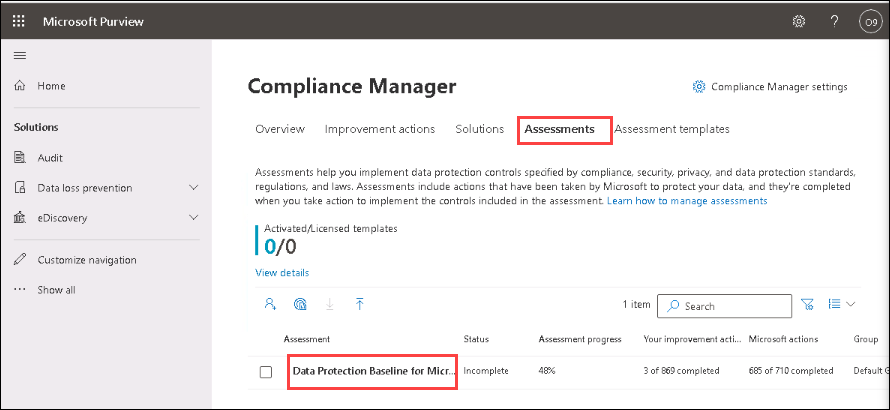 Microsoft Purview
?
O9
Home
Solutions
Audit
Data loss prevention
eDiscovery
Customize navigation
Show all
Compliance Manager
Compliance Manager settings
Overview Improvement actions Solutions Assessments Assessment templates
Assessments help you implement data protection controls specified by compliance, security, privacy, and data protection standards,
regulations, and laws. Assessments include actions that have been taken by Microsoft to protect your data, and they're completed
when you take action to implement the controls included in the assessment. Learn how to manage assessments
Activated/Licensed templates
0/0
View details
1 item Search
Assessment Status Assessment progress Your improvement acti... Microsoft actions Group
Data Protection Baseline for Micr... Incomplete 48% 3 of 869 completed 685 of 710 completed Default G